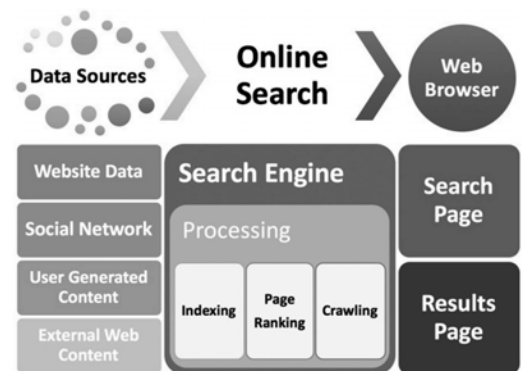 Data Sources
Online
Search
Web
Browser
Website Data
Social Network
User Generated
Content
External Web
Content
Search Engine
Processing
Indexing
Page
Ranking
Crawling
Search
Page
Results
Page